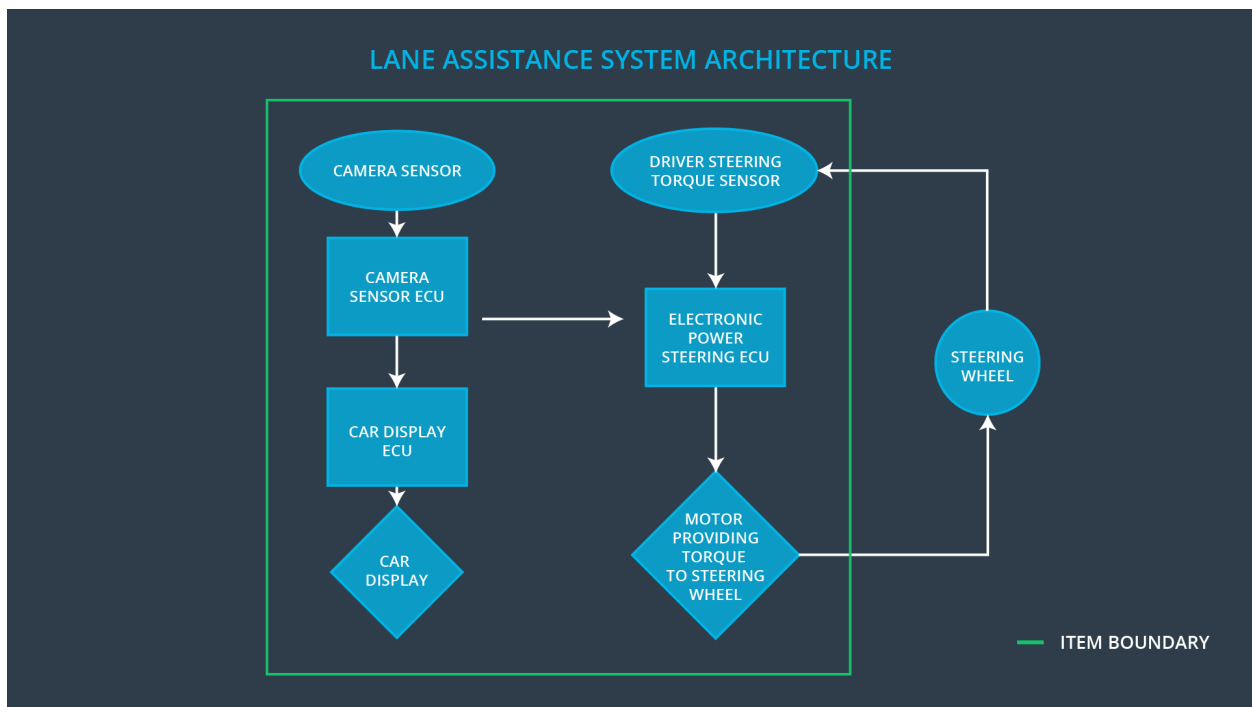 LANE ASSISTANCE SYSTEM ARCHITECTURE
CAMERA SENSOR
CAMERA
SENSOR ECU
CAR DISPLAY
ECU
CAR
DISPLAY
DRIVER STEERING
TORQUE SENSOR
ELECTRONIC
POWER
STEERING ECU
MOTOR
PROVIDING
TORQUE
TO STEERING
WHEEL
STEERING
WHEEL
ITEM BOUNDARY